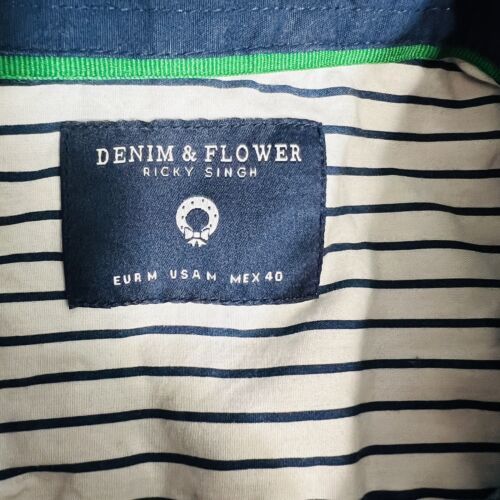 DENIM & FLOWER
RICKY SINGH
EUR M USA M MEX 40